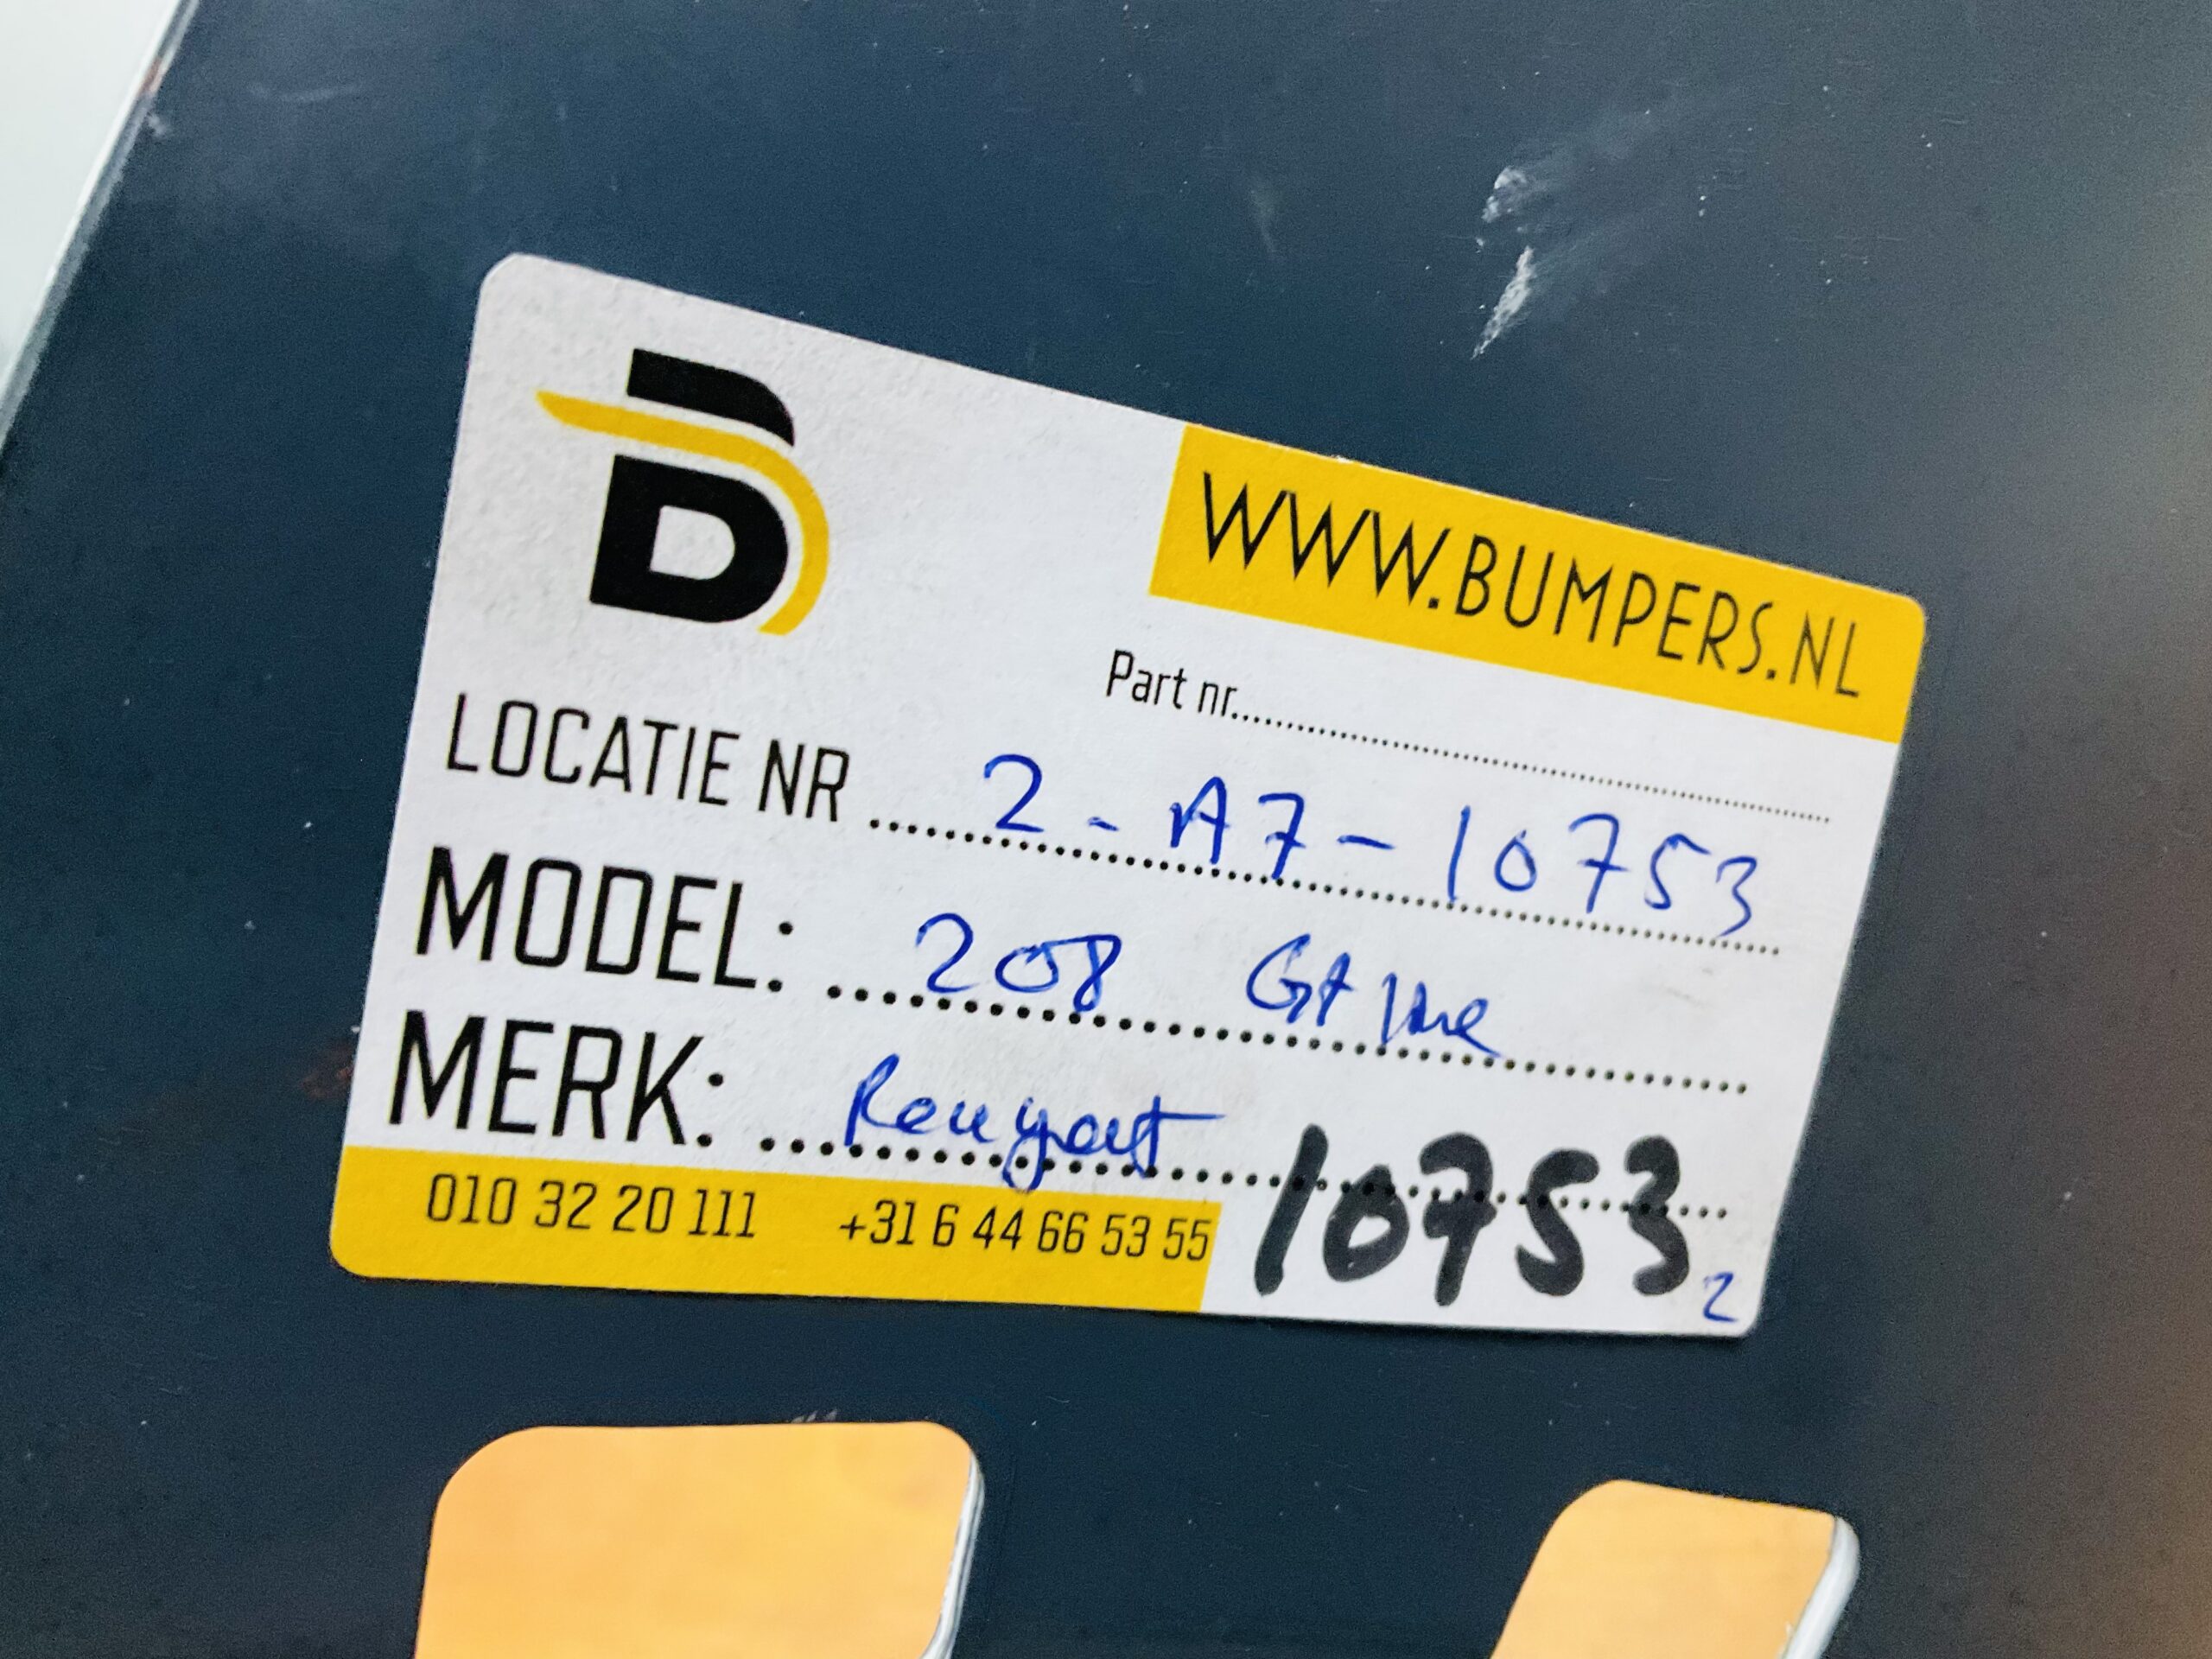 B
WWW.BUMPERS.NL
Part nr...........................................
LOCATIE NR ..... 2 - A7 - 10753
MODEL: ... 208 Gt line
MERK: ... Peugeot
10753
2
010 32 20 111 +31 6 44 66 53 55